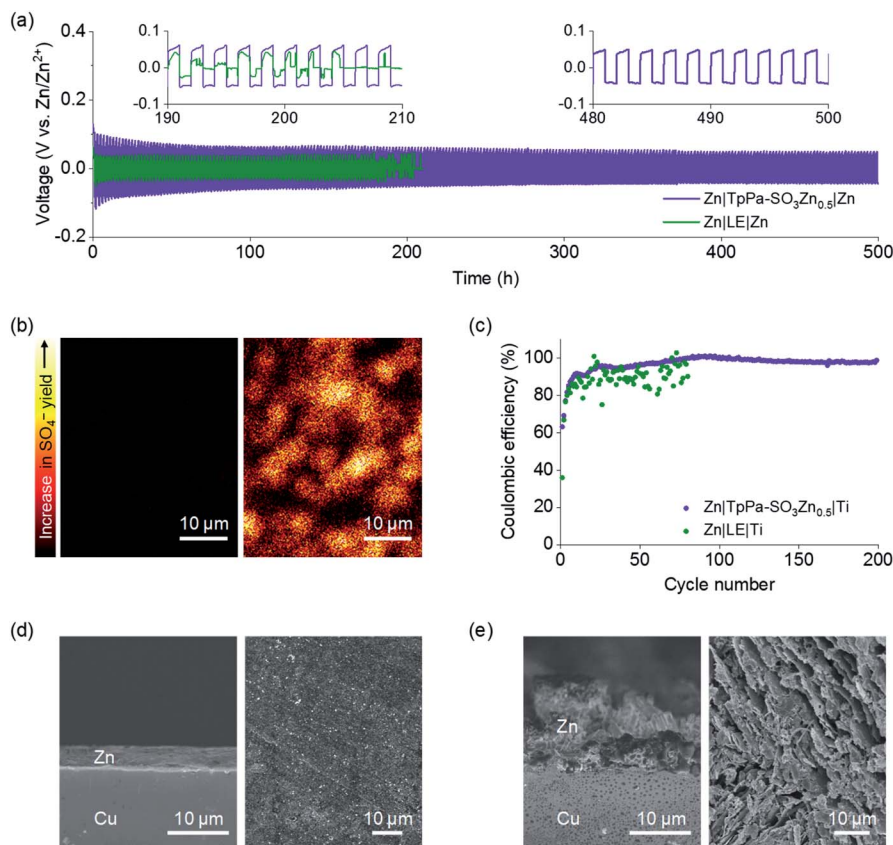 (a)
0.4
0.2
0.0
-0.2
Voltage (V vs. Zn/Zn²⁺)
0.1
0.0
-0.1
190
200
210
0.1
0.0
-0.1
480
490
500
Zn|TpPa-SO₃Zn₀.₅|Zn
Zn|LE|Zn
0
100
200
300
400
500
Time (h)
(b)
Increase in SO₄⁻ yield
10 µm
10 µm
(c)
Coulombic efficiency (%)
100
80
60
40
20
0
Zn|TpPa-SO₃Zn₀.₅|Ti
Zn|LE|Ti
0
50
100
150
200
Cycle number
(d)
Zn
Cu
10 µm
10 µm
(e)
Zn
Cu
10 µm
10 µm